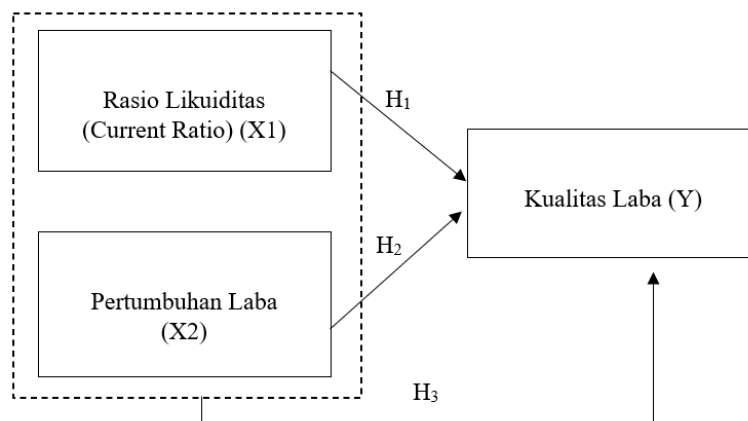 Rasio Likuiditas
(Current Ratio) (X1)
H₁
Kualitas Laba (Y)
H₂
Pertumbuhan Laba
(X2)
H₃